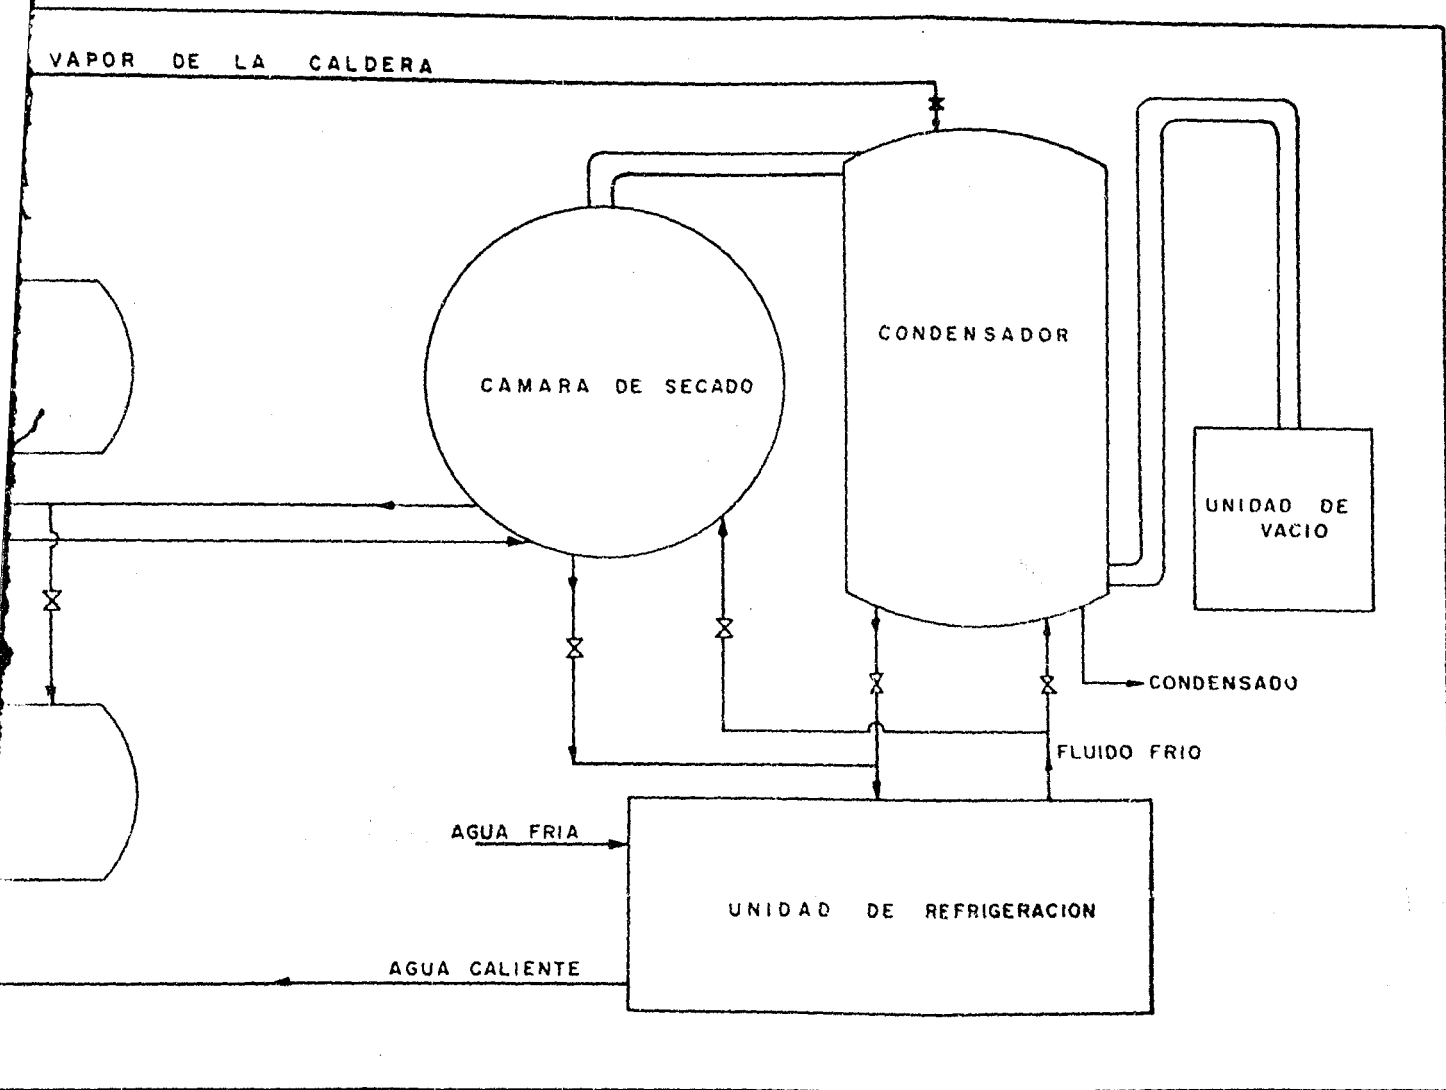 VAPOR DE LA CALDERA
CONDENSADOR
CAMARA DE SECADO
UNIDAD DE
VACIO
CONDENSADO
FLUIDO FRIO
AGUA FRIA
UNIDAD DE REFRIGERACION
AGUA CALIENTE